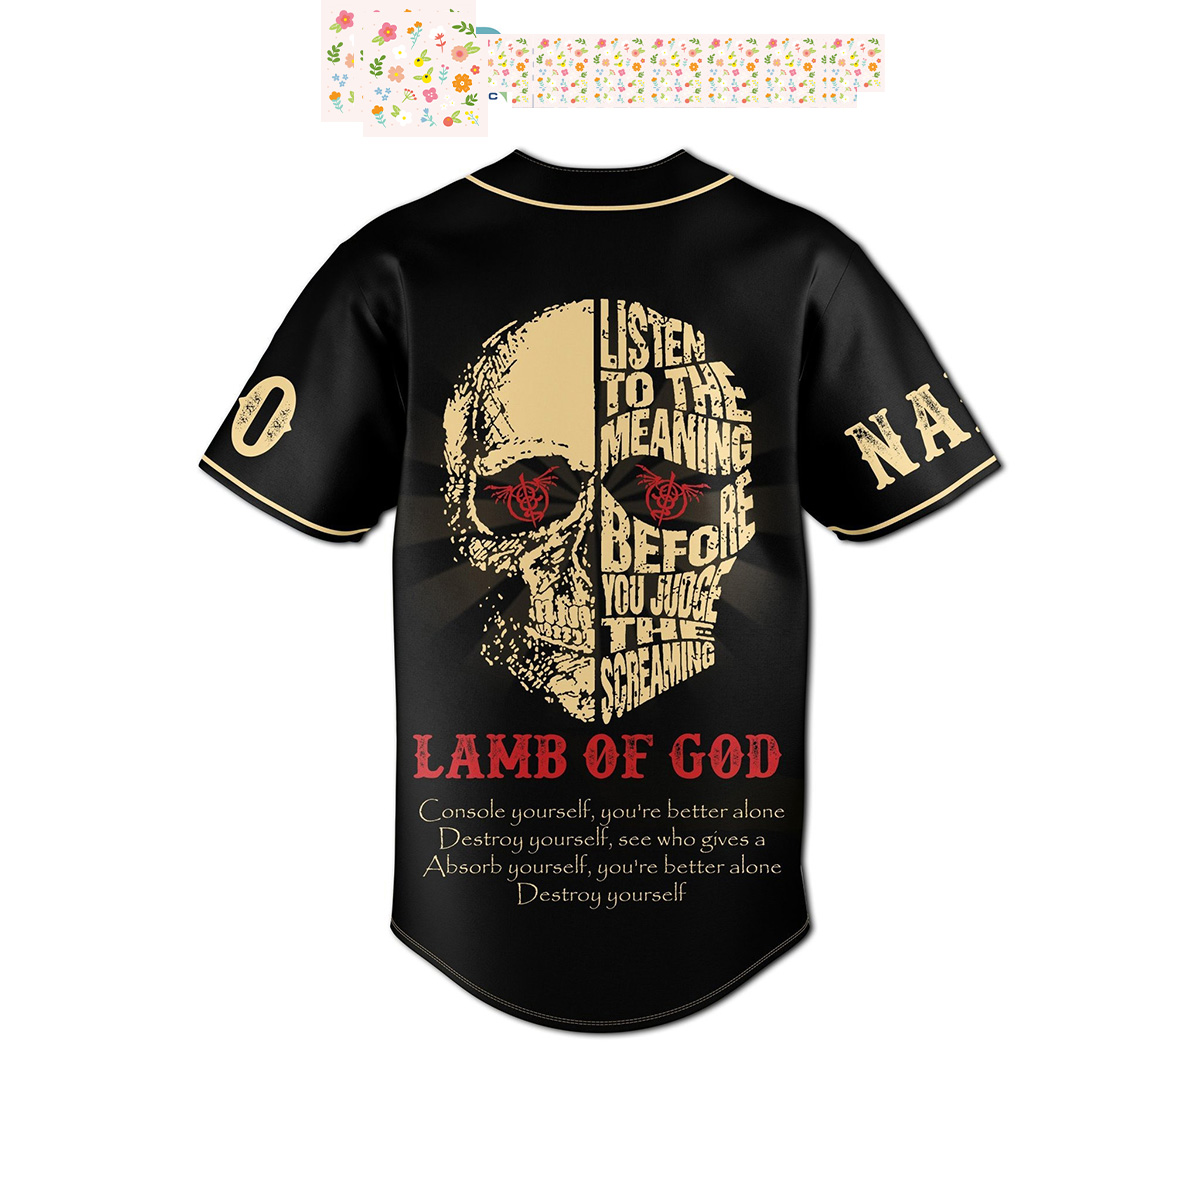 C
LISTEN
TO THE
MEANING
BEFORE
YOU JUDGE
THE
SCREAMING
O
NA
LAMB OF GOD
Console yourself, you're better alone
Destroy yourself, see who gives a
Absorb yourself, you're better alone
Destroy yourself